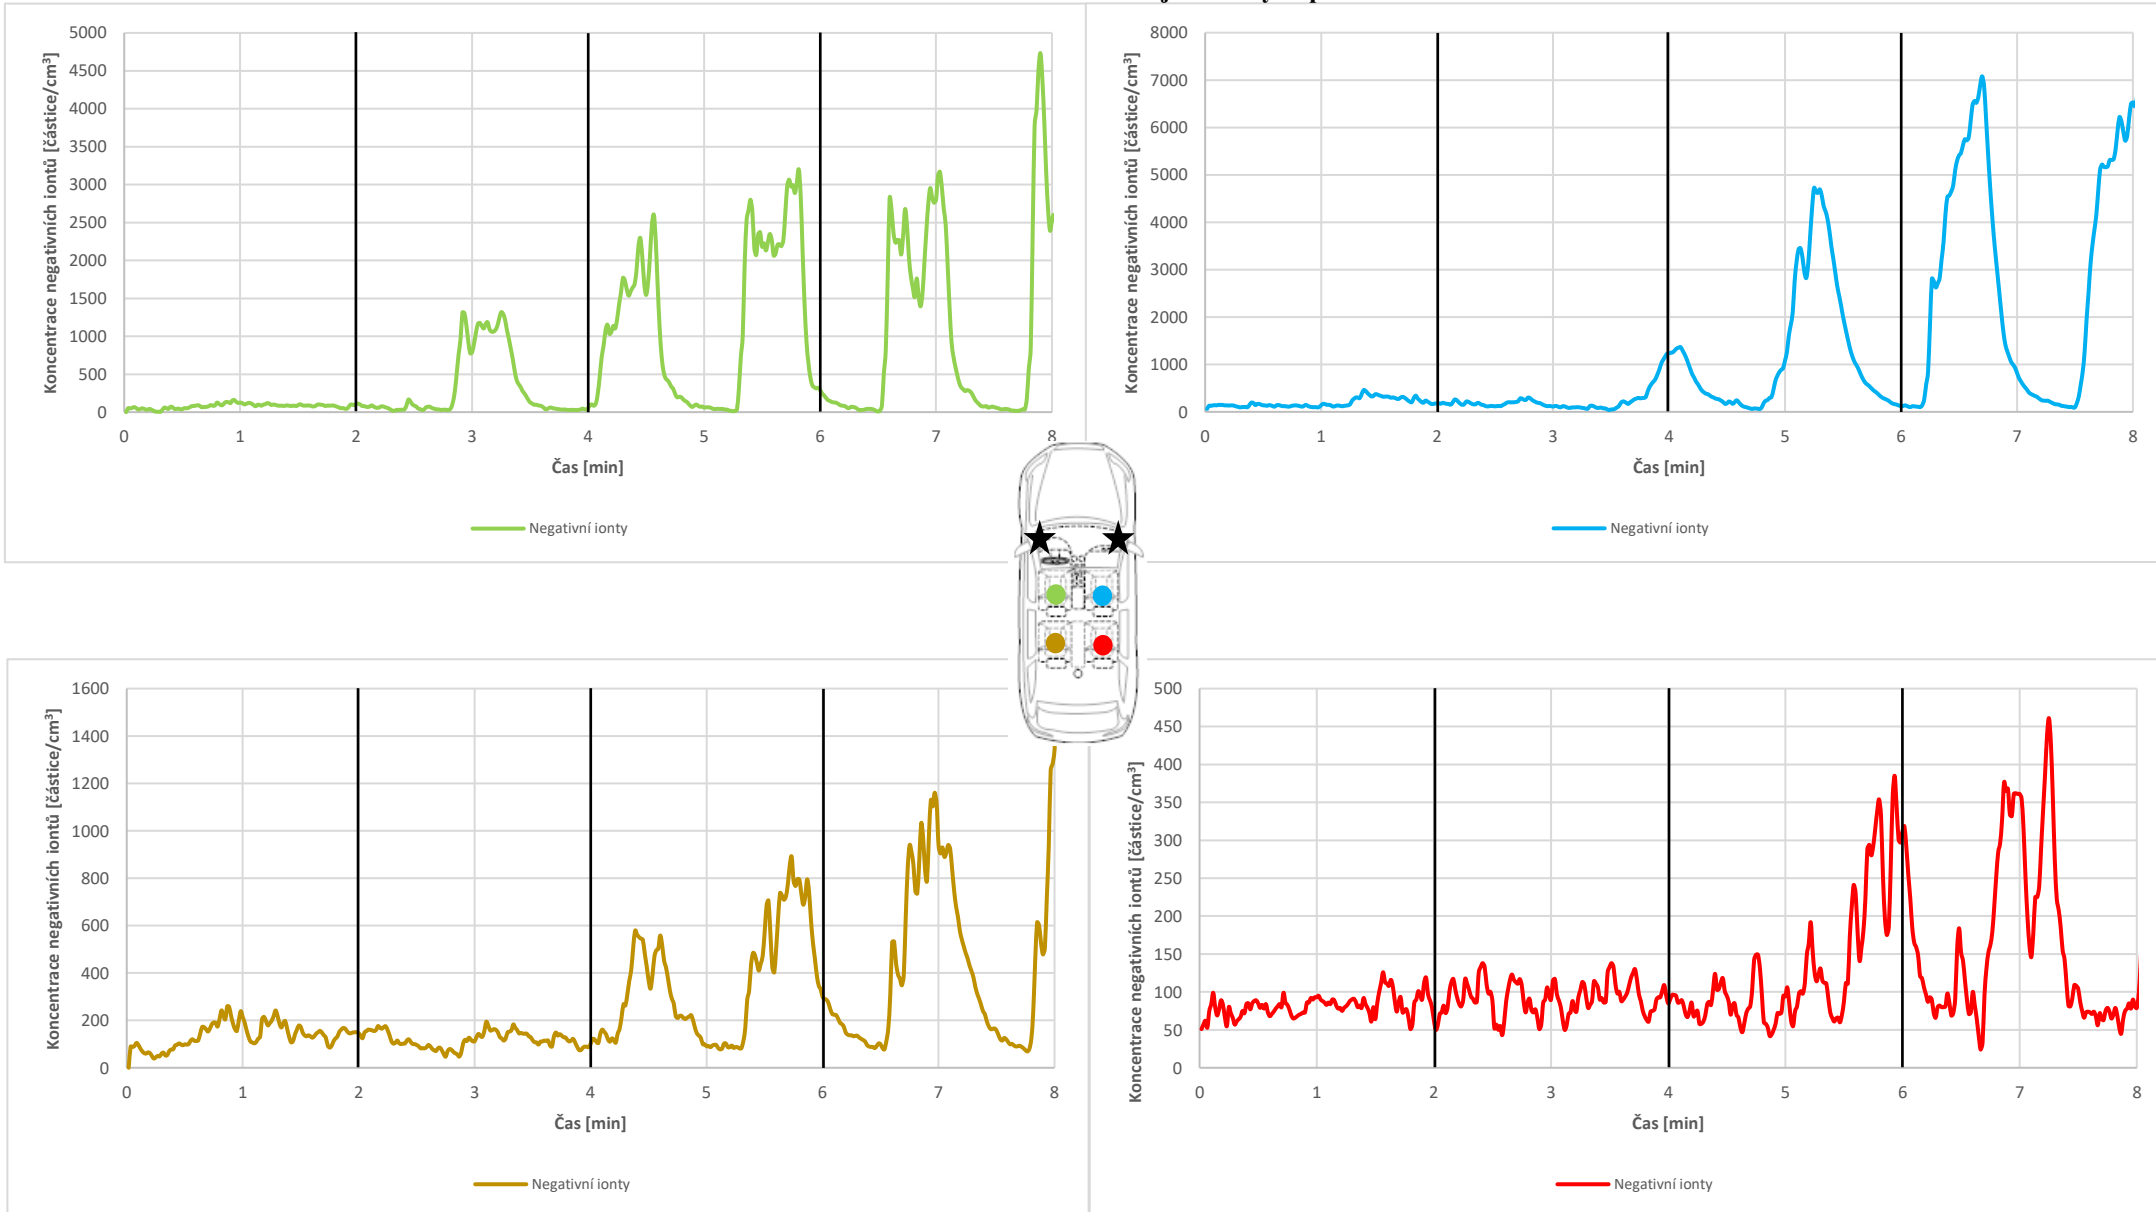 Koncentrace negativních iontů [částice/cm³]
5000
4500
4000
3500
3000
2500
2000
1500
1000
500
0
0 1 2 3 4 5 6 7 8
Čas [min]
Negativní ionty
Koncentrace negativních iontů [částice/cm³]
8000
7000
6000
5000
4000
3000
2000
1000
0
0 1 2 3 4 5 6 7 8
Čas [min]
Negativní ionty
Koncentrace negativních iontů [částice/cm³]
1600
1400
1200
1000
800
600
400
200
0
0 1 2 3 4 5 6 7 8
Čas [min]
Negativní ionty
Koncentrace negativních iontů [částice/cm³]
500
450
400
350
300
250
200
150
100
50
0
0 1 2 3 4 5 6 7 8
Čas [min]
Negativní ionty